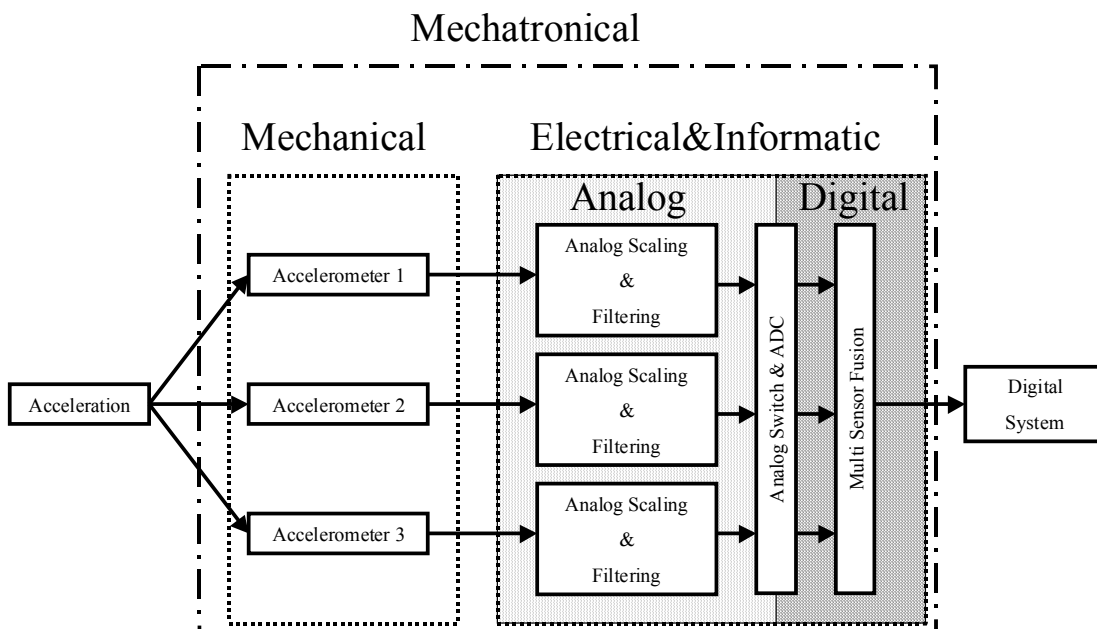 Mechatronical
Mechanical
Electrical&Informatic
Analog
Digital
Acceleration
Accelerometer 1
Accelerometer 2
Accelerometer 3
Analog Scaling
&
Filtering
Analog Scaling
&
Filtering
Analog Scaling
&
Filtering
Analog Switch & ADC
Multi Sensor Fusion
Digital
System